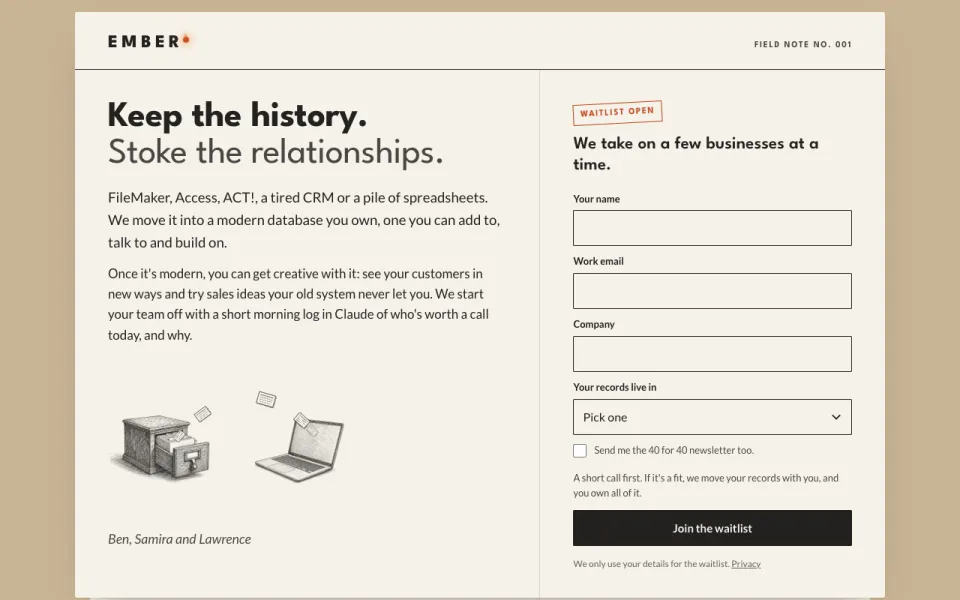 EMBER
FIELD NOTE NO. 001
Keep the history.
Stoke the relationships.
FileMaker, Access, ACT!, a tired CRM or a pile of spreadsheets.
We move it into a modern database you own, one you can add to,
talk to and build on.
Once it's modern, you can get creative with it: see your customers in
new ways and try sales ideas your old system never let you. We start
your team off with a short morning log in Claude of who's worth a call
today, and why.
Ben, Samira and Lawrence
WAITLIST OPEN
We take on a few businesses at a
time.
Your name
Work email
Company
Your records live in
Pick one
Send me the 40 for 40 newsletter too.
A short call first. If it's a fit, we move your records with you, and
you own all of it.
Join the waitlist
We only use your details for the waitlist. Privacy